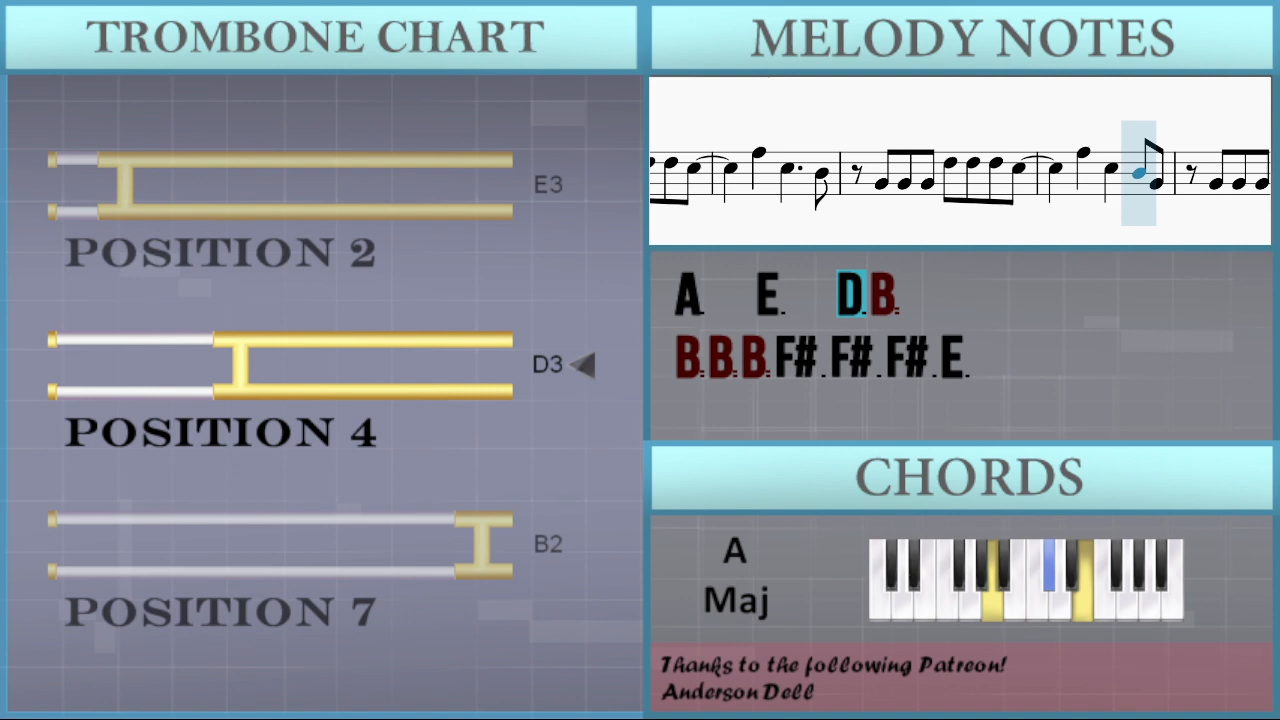 TROMBONE CHART
E3
POSITION 2
D3
POSITION 4
B2
POSITION 7
MELODY NOTES
A. E. D.B.
B.B.B.F#.F#.F#.E.
CHORDS
A
Maj
Thanks to the following Patreon!
Anderson Dell